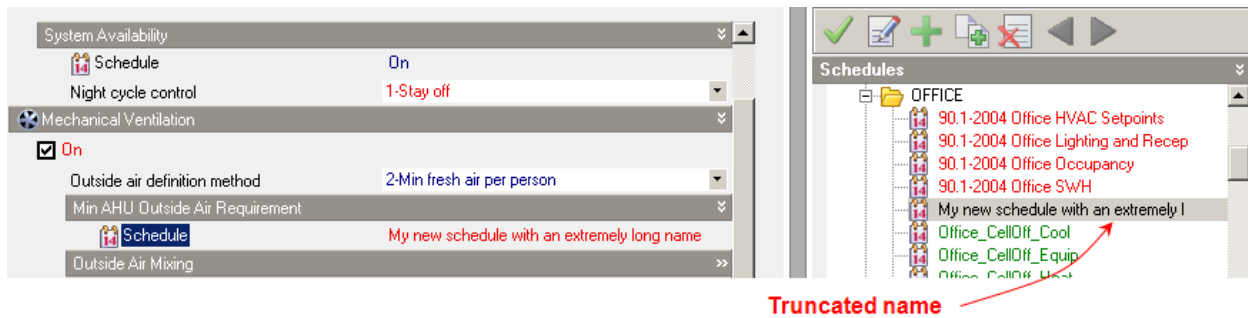 System Availability
Schedule On
Night cycle control 1-Stay off
Mechanical Ventilation
On
Outside air definition method 2-Min fresh air per person
Min AHU Outside Air Requirement
Schedule My new schedule with an extremely long name
Outside Air Mixing
Schedules
OFFICE
90.1-2004 Office HVAC Setpoints
90.1-2004 Office Lighting and Recep
90.1-2004 Office Occupancy
90.1-2004 Office SWH
My new schedule with an extremely l
Office_CellOff_Cool
Office_CellOff_Equip
Office_CellOff_Heat
Truncated name